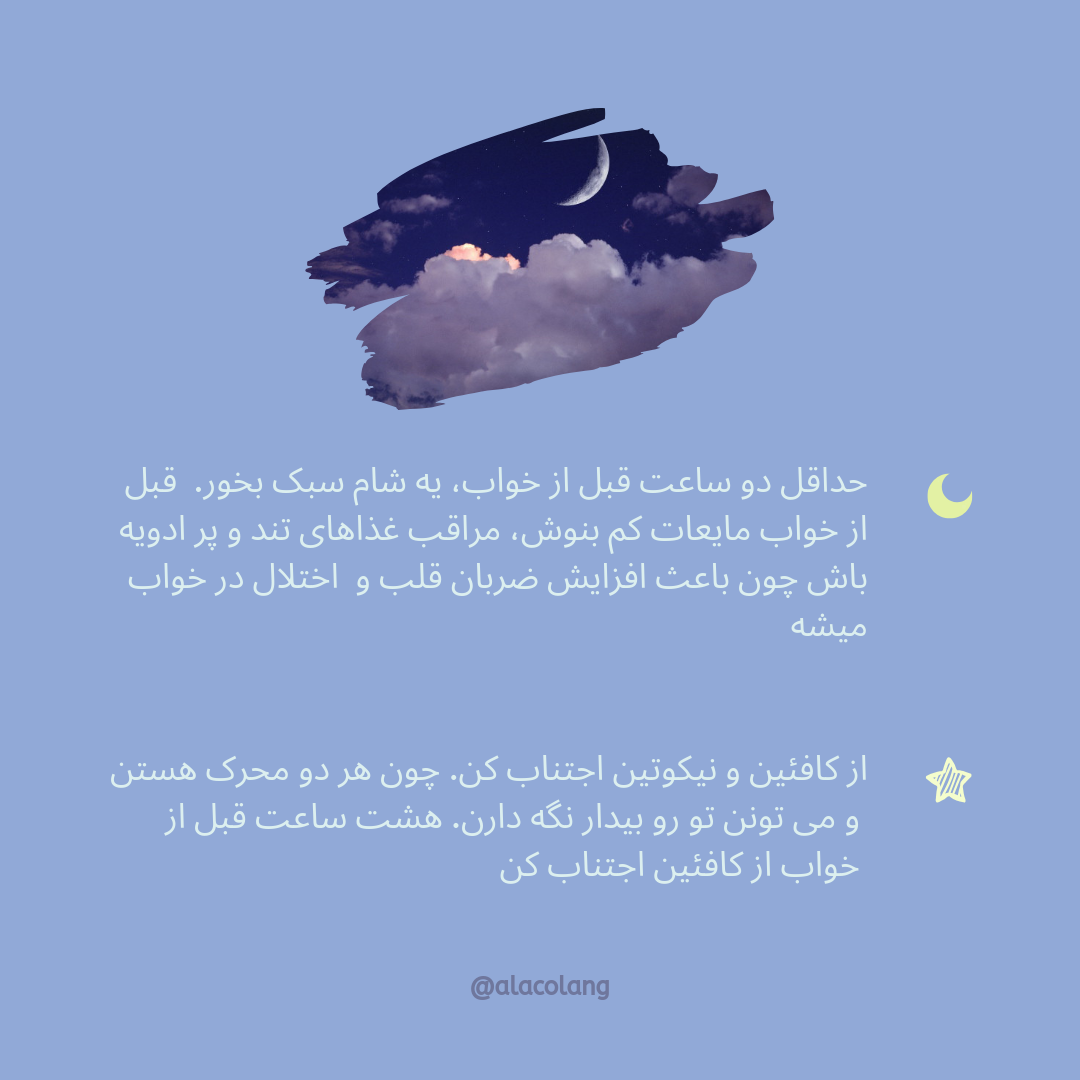 حداقل دو ساعت قبل از خواب، یه شام سبک بخور. قبل
از خواب مایعات کم بنوش، مراقب غذاهای تند و پر ادویه
باش چون باعث افزایش ضربان قلب و اختلال در خواب
میشه
از کافئین و نیکوتین اجتناب کن. چون هر دو محرک هستن
و می تونن تو رو بیدار نگه دارن. هشت ساعت قبل از
خواب از کافئین اجتناب کن
@alacolang